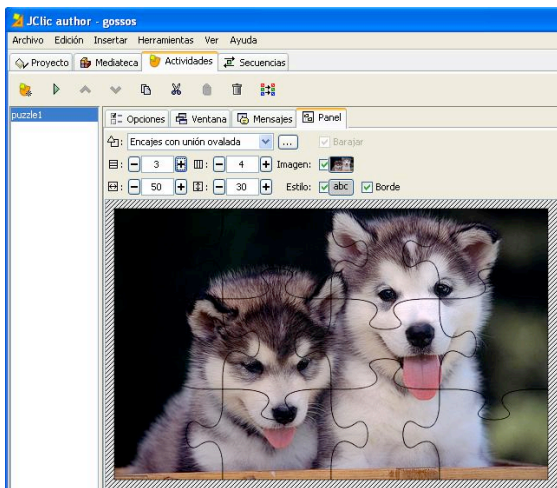 JClic author - gossos
Archivo Edición Insertar Herramientas Ver Ayuda
Proyecto Mediateca Actividades Secuencias
puzzle1
Opciones Ventana Mensajes Panel
Encajes con unión ovalada ... Barajar
3 4 Imagen:
50 30 Estilo: abc Borde